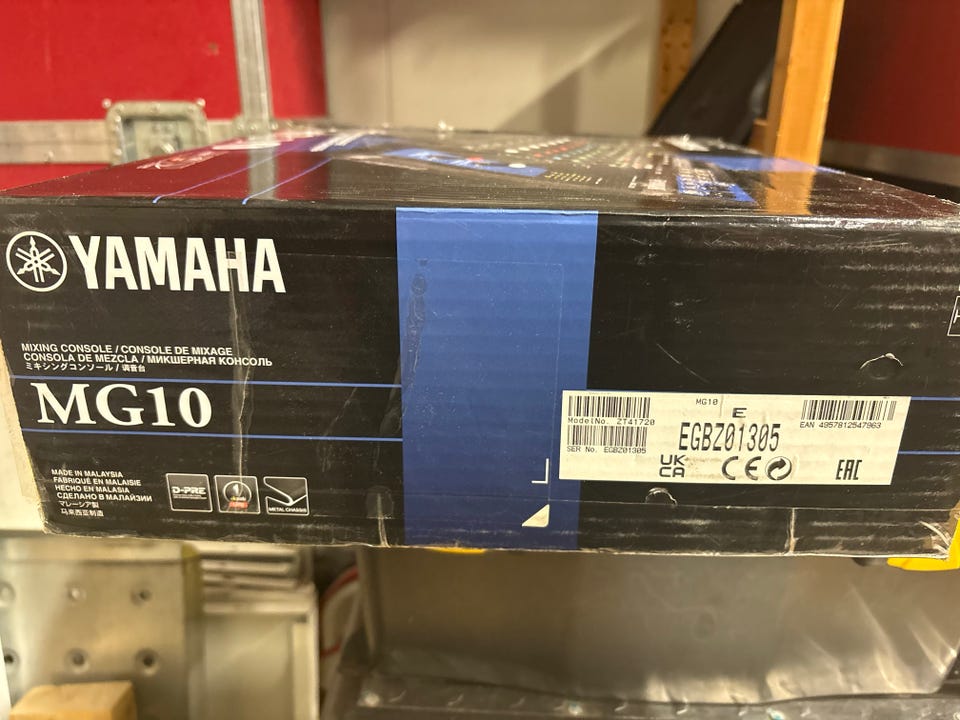 YAMAHA
MIXING CONSOLE / CONSOLE DE MIXAGE
CONSOLA DE MEZCLA / МИКШЕРНАЯ КОНСОЛЬ
ミキシングコンソール / 调音台
MG10
MADE IN MALAYSIA
FABRIQUÉ EN MALAISIE
HECHO EN MALASIA
СДЕЛАНО В МАЛАЙЗИИ
マレーシア製
马来西亚制造
D-PRE
METAL CHASSIS
MG10
E
ModelNo. ZT41720
EAN 4957812547963
EGBZ01305
SER No. EGBZ01305
UK
CA
CE
EAC